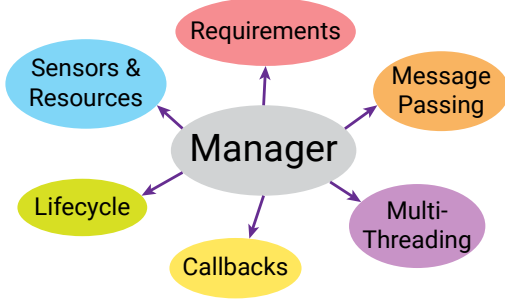 Requirements
Sensors &
Resources
Message
Passing
Manager
Lifecycle
Multi-
Threading
Callbacks